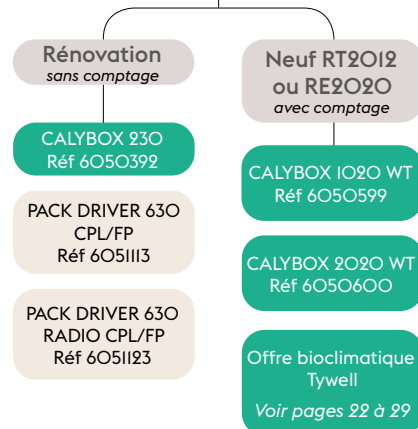 Rénovation
sans comptage
CALYBOX 230
Réf 6050392
PACK DRIVER 630
CPL/FP
Réf 6051113
PACK DRIVER 630
RADIO CPL/FP
Réf 6051123
Neuf RT2012
ou RE2020
avec comptage
CALYBOX 1020 WT
Réf 6050599
CALYBOX 2020 WT
Réf 6050600
Offre bioclimatique
Tywell
Voir pages 22 à 29